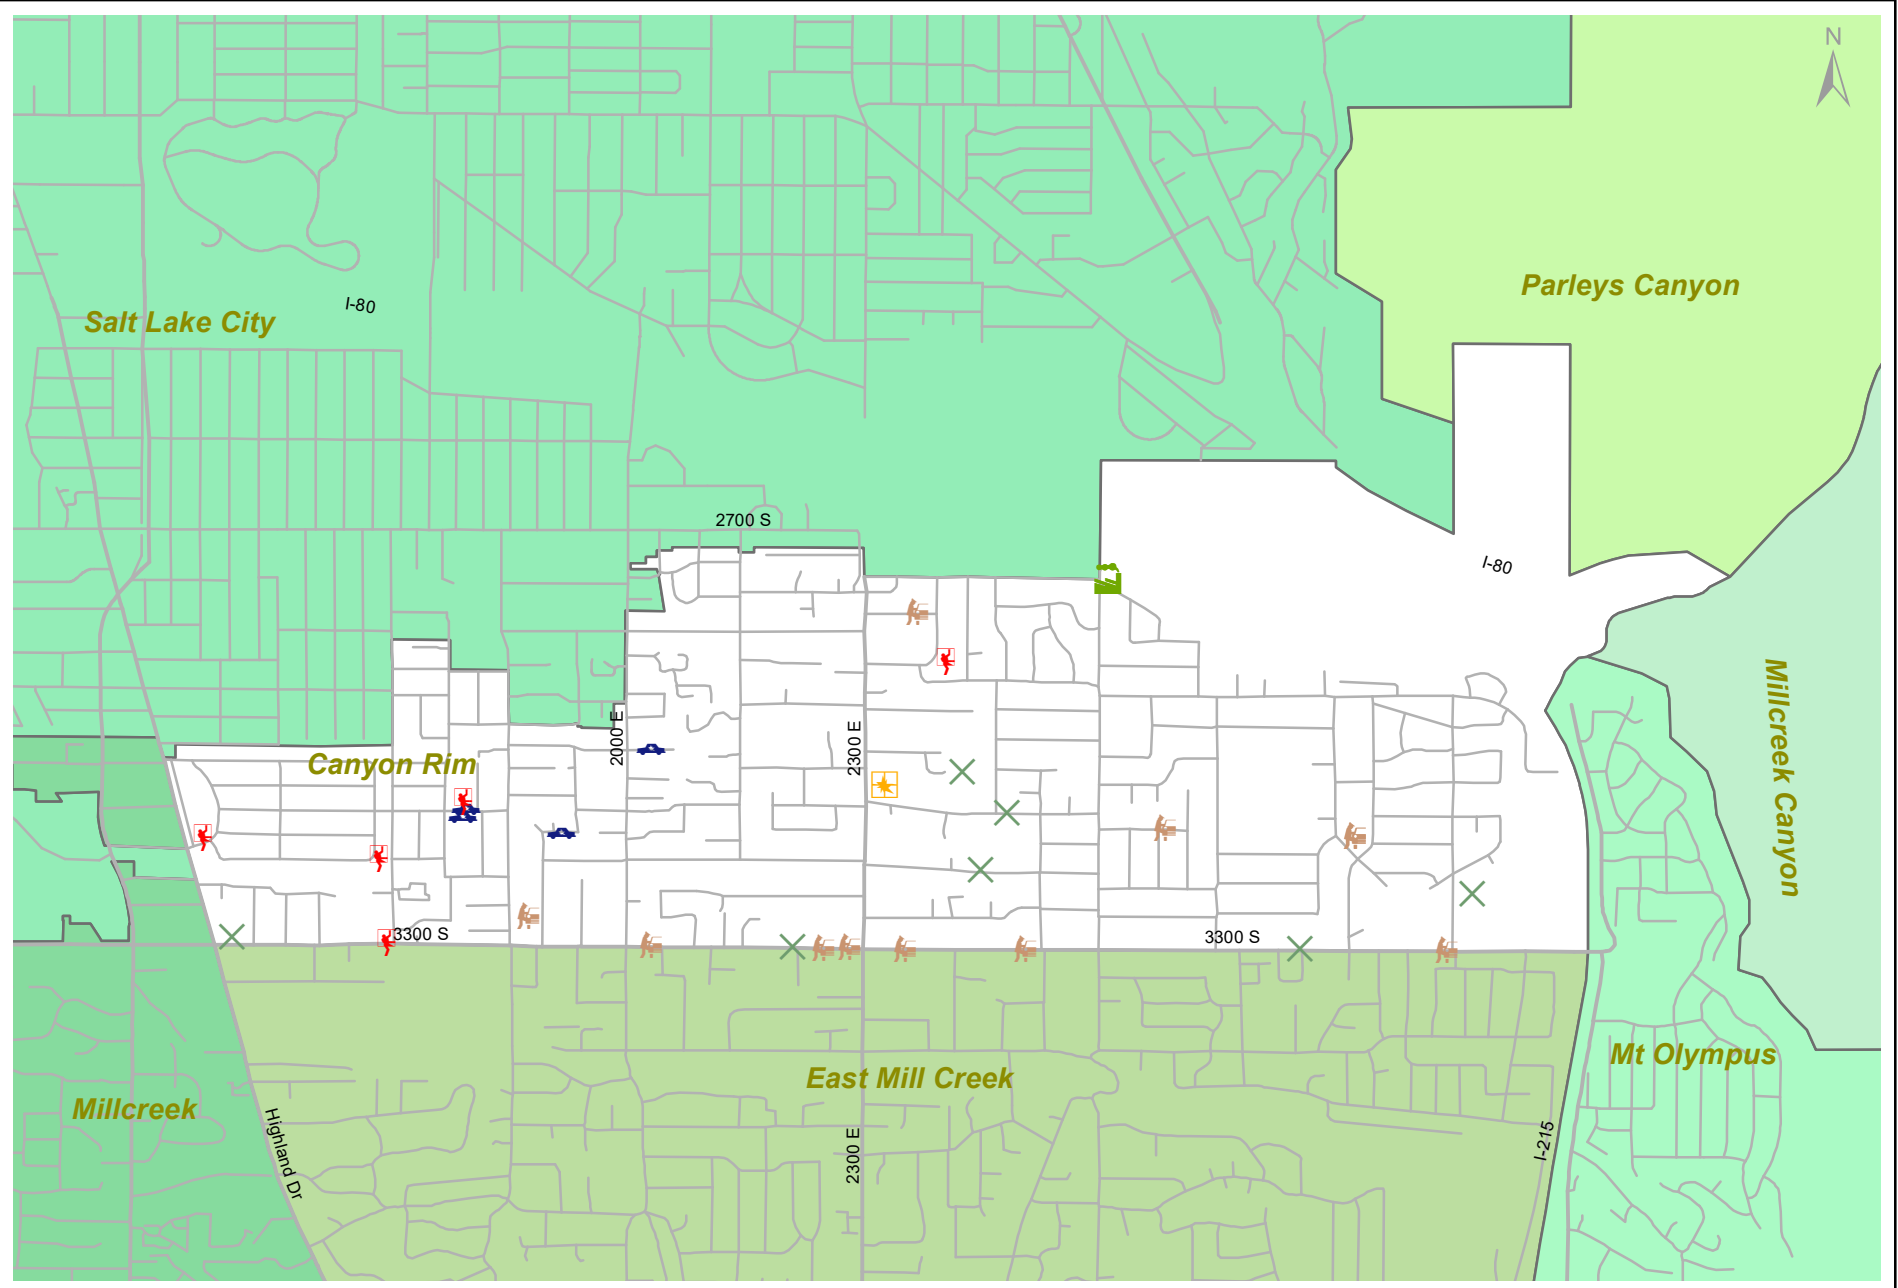 N
Parleys Canyon
I-80
Salt Lake City
2700 S
I-80
Millcreek Canyon
2000 E
2300 E
Canyon Rim
3300 S
3300 S
Mt Olympus
East Mill Creek
Millcreek
Highland Dr
2300 E
I-215